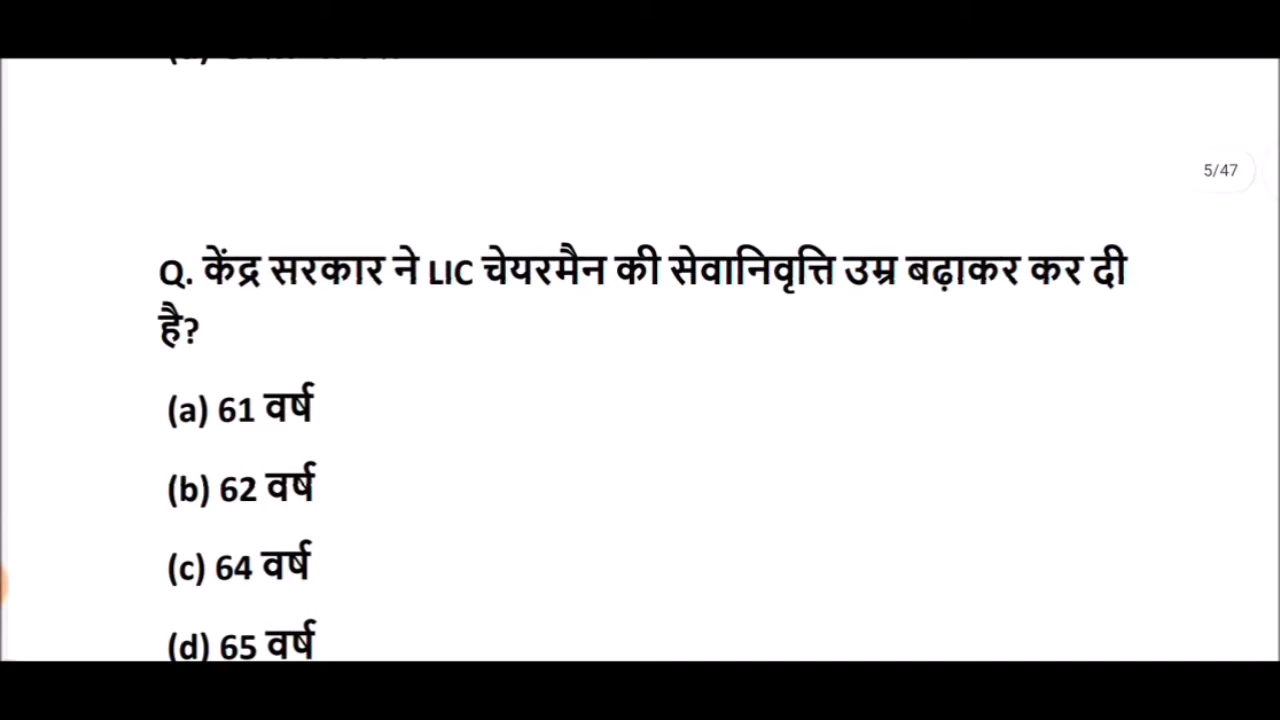 5/47
Q. केंद्र सरकार ने LIC चेयरमैन की सेवानिवृत्ति उम्र बढ़ाकर कर दी
है?
(a) 61 वर्ष
(b) 62 वर्ष
(c) 64 वर्ष
(d) 65 वर्ष